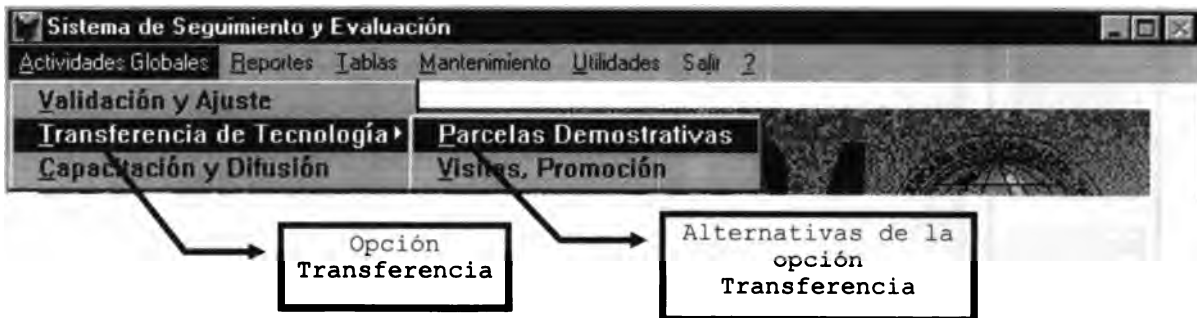 Sistema de Seguimiento y Evaluación
Actividades Globales Reportes Tablas Mantenimiento Utilidades Salir ?
Validación y Ajuste
Transferencia de Tecnología
Parcelas Demostrativas
Capacitación y Difusión
Visitas, Promoción
Opción
Transferencia
Alternativas de la
opción
Transferencia